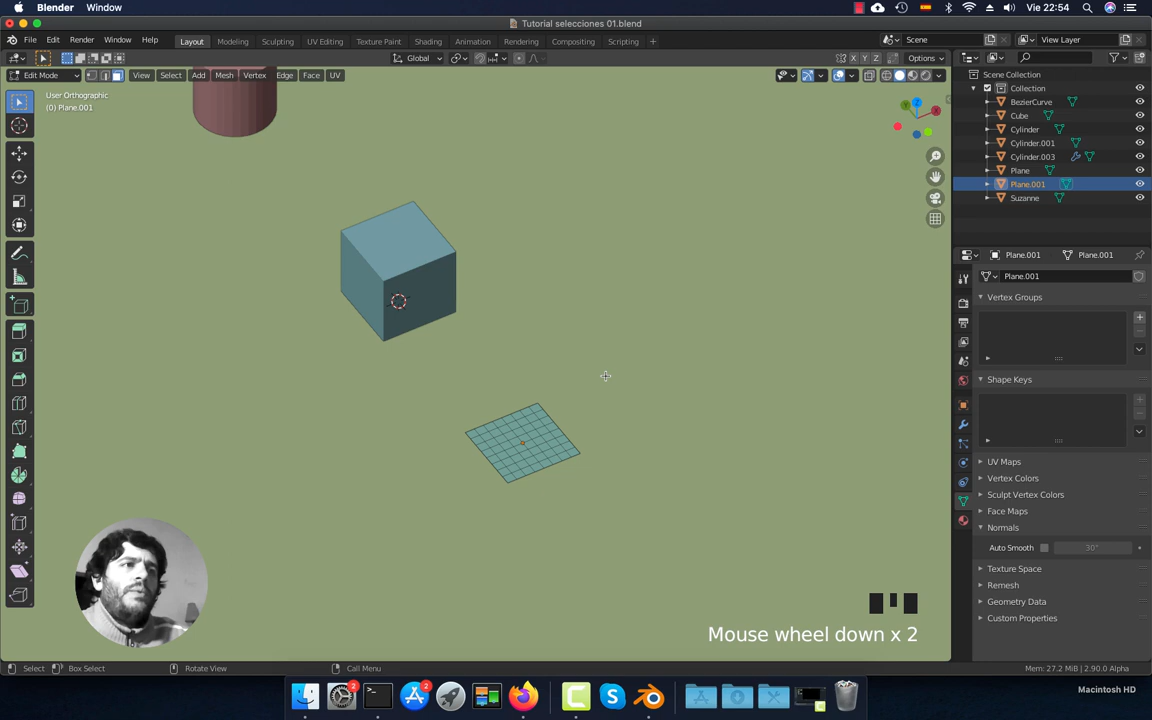 Blender Window
Vie 22:54
Tutorial selecciones 01.blend
File Edit Render Window Help
Layout Modeling Sculpting UV Editing Texture Paint Shading Animation Rendering Compositing Scripting +
Scene
View Layer
Global
X Y Z
Options
Edit Mode
View Select Add Mesh Vertex Edge Face UV
User Orthographic
(0) Plane.001
Scene Collection
Collection
BezierCurve
Cube
Cylinder
Cylinder.001
Cylinder.003
Plane
Plane.001
Suzanne
Plane.001 Plane.001
Plane.001
Vertex Groups
Shape Keys
UV Maps
Vertex Colors
Sculpt Vertex Colors
Face Maps
Normals
Auto Smooth 30°
Texture Space
Remesh
Geometry Data
Custom Properties
Mouse wheel down x 2
Select Box Select Rotate View Call Menu
Mem: 27.2 MiB | 2.90.0 Alpha
2
2
Macintosh HD